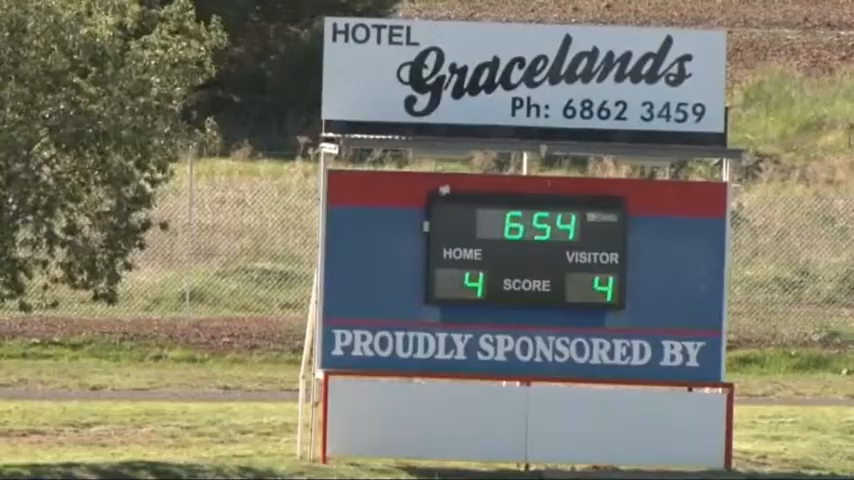 HOTEL
Gracelands
Ph: 6862 3459
654
HOME
VISITOR
4 SCORE 4
PROUDLY SPONSORED BY